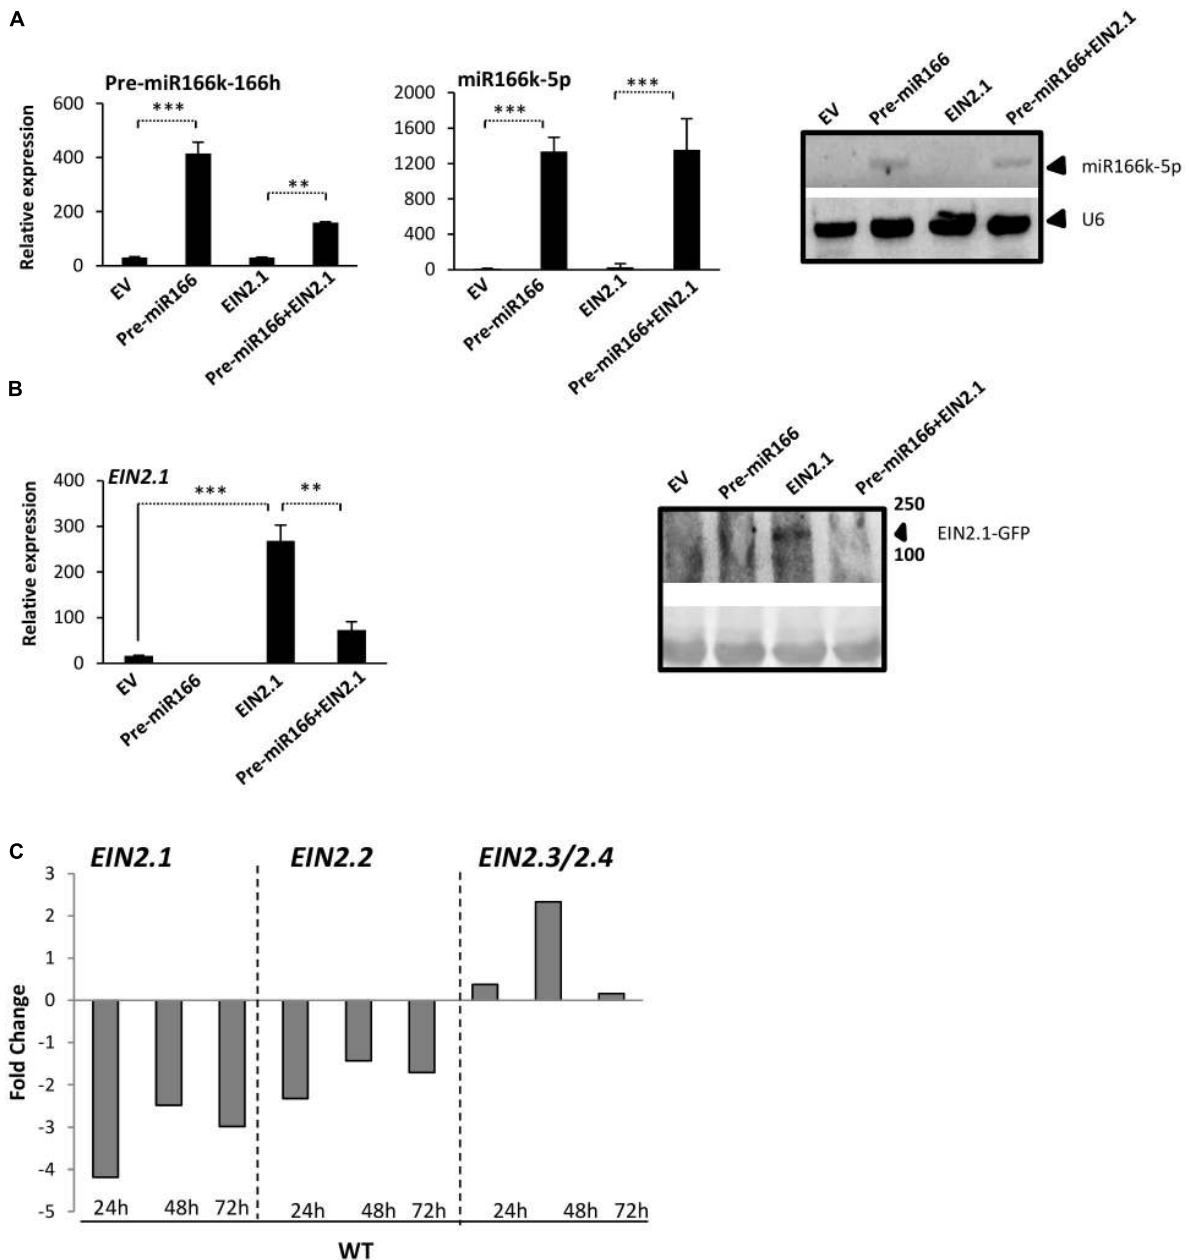 A
Pre-miR166k-166h
Relative expression
600
400
200
0
***
**
EV
Pre-miR166
EIN2.1
Pre-miR166+EIN2.1
miR166k-5p
2000
1600
1200
800
400
0
***
***
EV
Pre-miR166
EIN2.1
Pre-miR166+EIN2.1
EV
Pre-miR166
EIN2.1
Pre-miR166+EIN2.1
miR166k-5p
U6
B
EIN2.1
Relative expression
400
300
200
100
0
***
**
EV
Pre-miR166
EIN2.1
Pre-miR166+EIN2.1
EV
Pre-miR166
EIN2.1
Pre-miR166+EIN2.1
250
EIN2.1-GFP
100
C
EIN2.1
EIN2.2
EIN2.3/2.4
Fold Change
3
2
1
0
-1
-2
-3
-4
-5
24h 48h 72h 24h 48h 72h 24h 48h 72h
WT